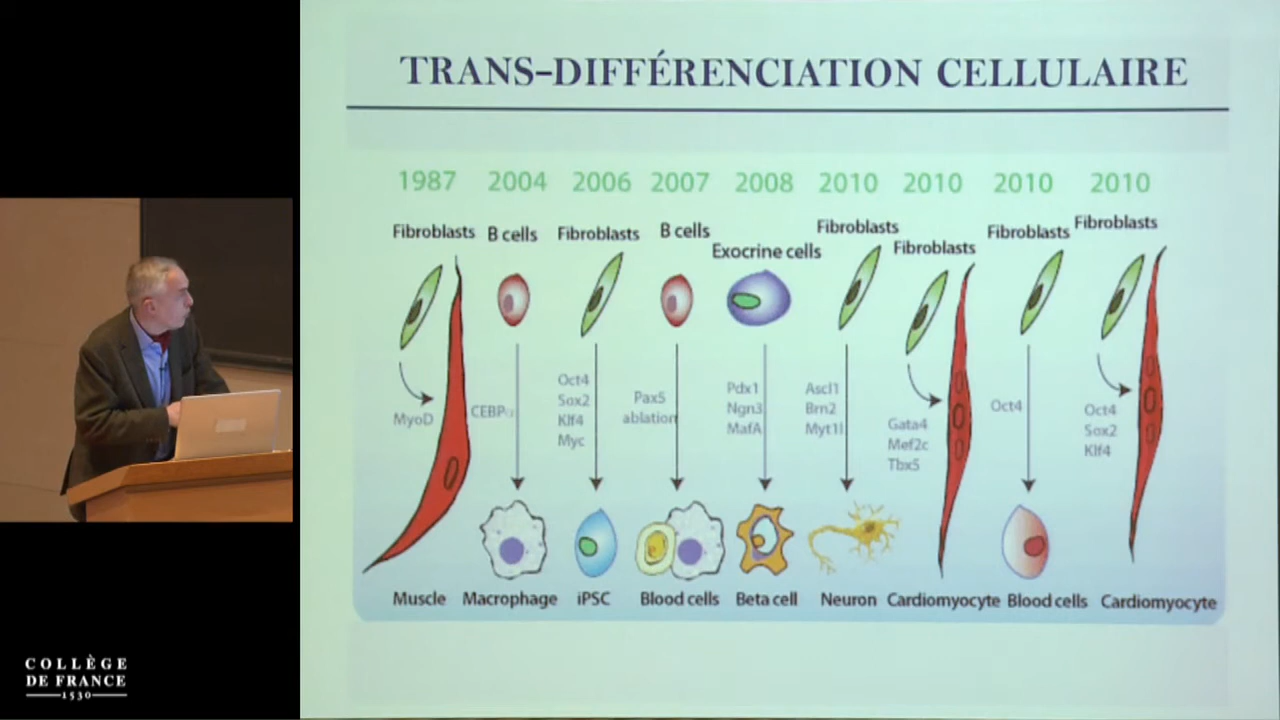 TRANS-DIFFÉRENCIATION CELLULAIRE
1987 2004 2006 2007 2008 2010 2010 2010 2010
Fibroblasts B cells Fibroblasts B cells Exocrine cells Fibroblasts Fibroblasts Fibroblasts Fibroblasts
MyoD
CEBPα
Oct4
Sox2
Klf4
Myc
Pax5
ablation
Pdx1
Ngn3
MafA
Ascl1
Brn2
Myt1l
Gata4
Mef2c
Tbx5
Oct4
Oct4
Sox2
Klf4
Muscle Macrophage iPSC Blood cells Beta cell Neuron Cardiomyocyte Blood cells Cardiomyocyte
COLLÈGE
DE FRANCE
1530